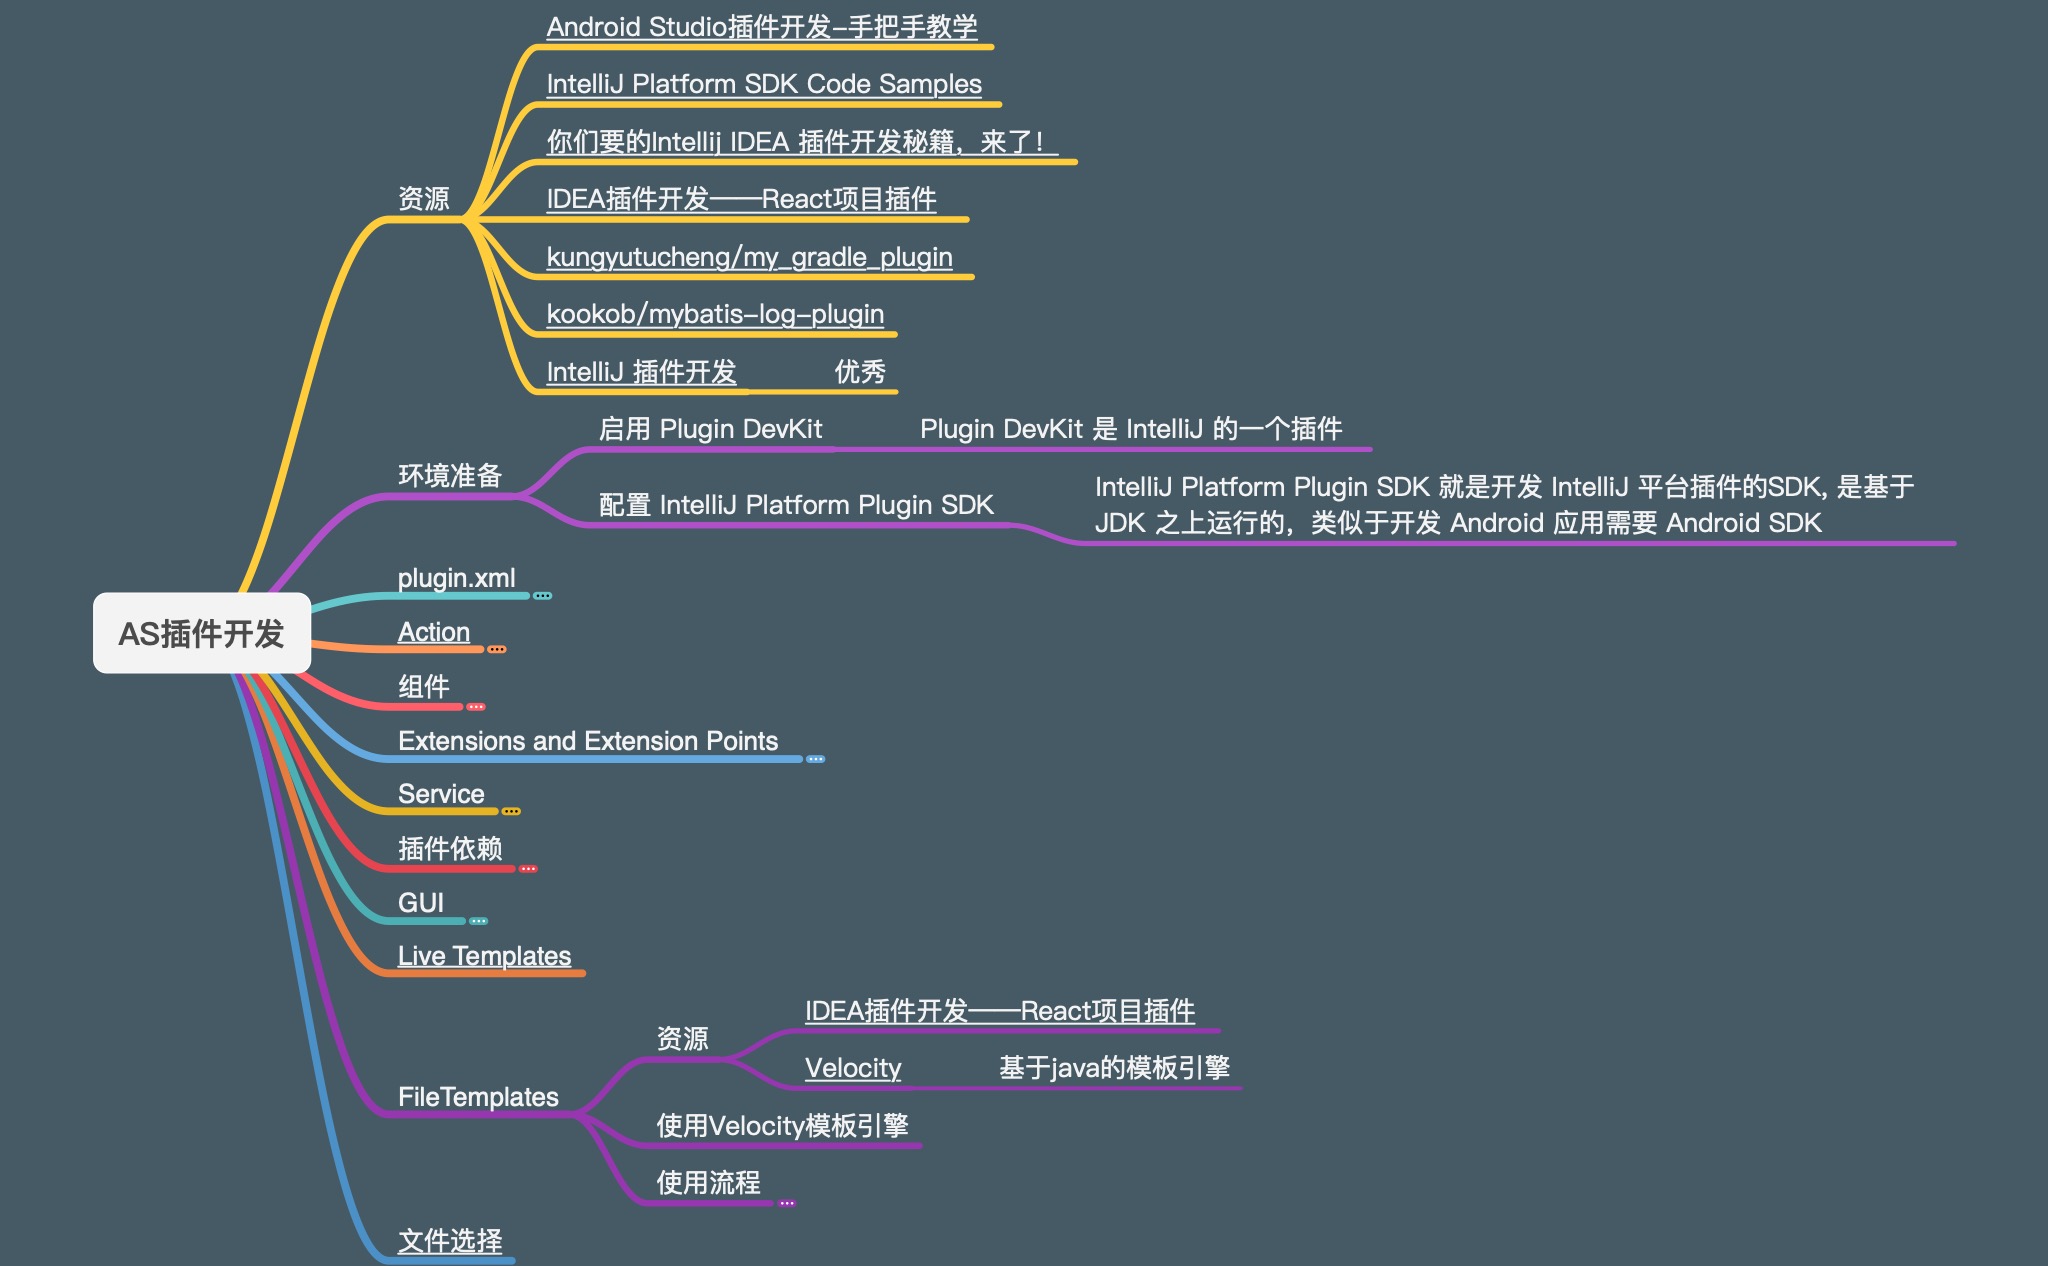 Android Studio插件开发-手把手教学
IntelliJ Platform SDK Code Samples
你们要的Intellij IDEA 插件开发秘籍，来了！
资源
IDEA插件开发——React项目插件
kungyutucheng/my_gradle_plugin
kookob/mybatis-log-plugin
IntelliJ 插件开发 优秀
启用 Plugin DevKit Plugin DevKit 是 IntelliJ 的一个插件
环境准备
配置 IntelliJ Platform Plugin SDK
IntelliJ Platform Plugin SDK 就是开发 IntelliJ 平台插件的SDK, 是基于
JDK 之上运行的，类似于开发 Android 应用需要 Android SDK
plugin.xml
AS插件开发
Action
组件
Extensions and Extension Points
Service
插件依赖
GUI
Live Templates
IDEA插件开发——React项目插件
资源
Velocity 基于java的模板引擎
FileTemplates
使用Velocity模板引擎
使用流程
文件选择